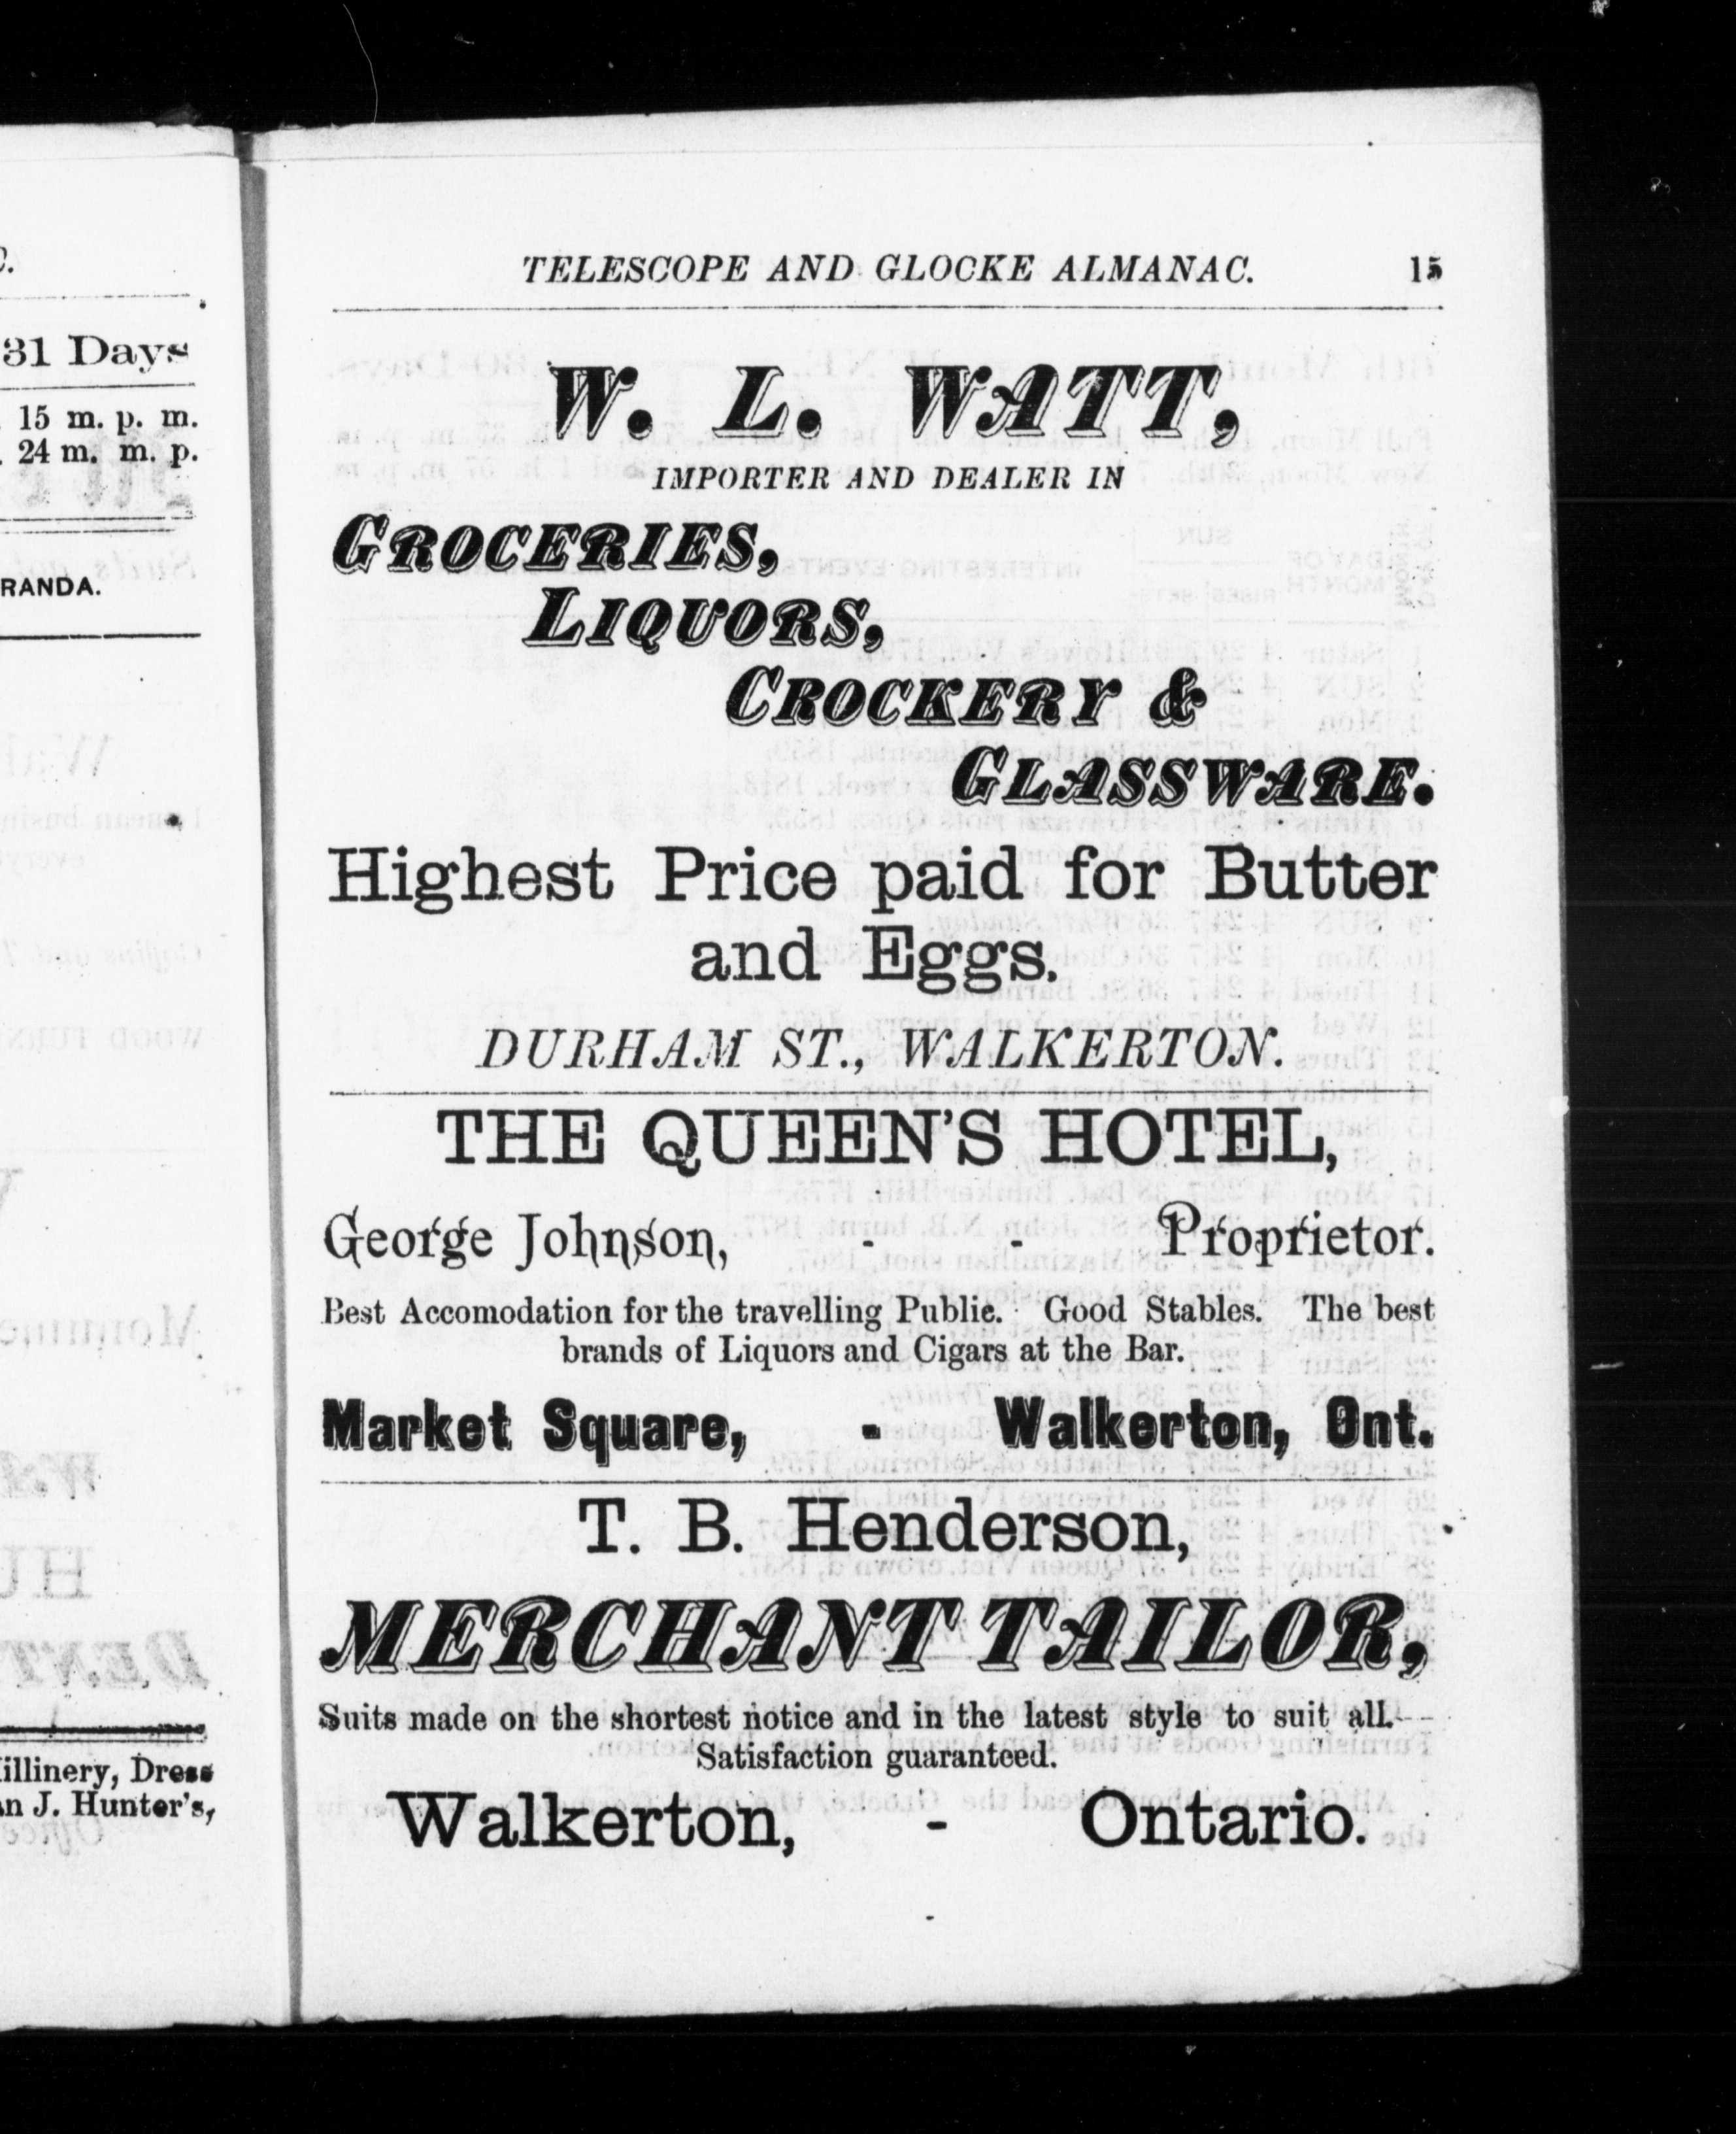 31 Days
15 m. p. m.
24 m. m. p.
RANDA.
illinery, Dress
n J. Hunter's,
TELESCOPE AND GLOCKE ALMANAC. 15
W. L. WATT,
IMPORTER AND DEALER IN
GROCERIES,
LIQUORS,
CROCKERY &
GLASSWARE.
Highest Price paid for Butter
and Eggs.
DURHAM ST., WALKERTON.
THE QUEEN'S HOTEL,
George Johnson, - - Proprietor.
Best Accomodation for the travelling Public. Good Stables. The best
brands of Liquors and Cigars at the Bar.
Market Square, - Walkerton, Ont.
T. B. Henderson,
MERCHANT TAILOR,
Suits made on the shortest notice and in the latest style to suit all.
Satisfaction guaranteed.
Walkerton, - Ontario.